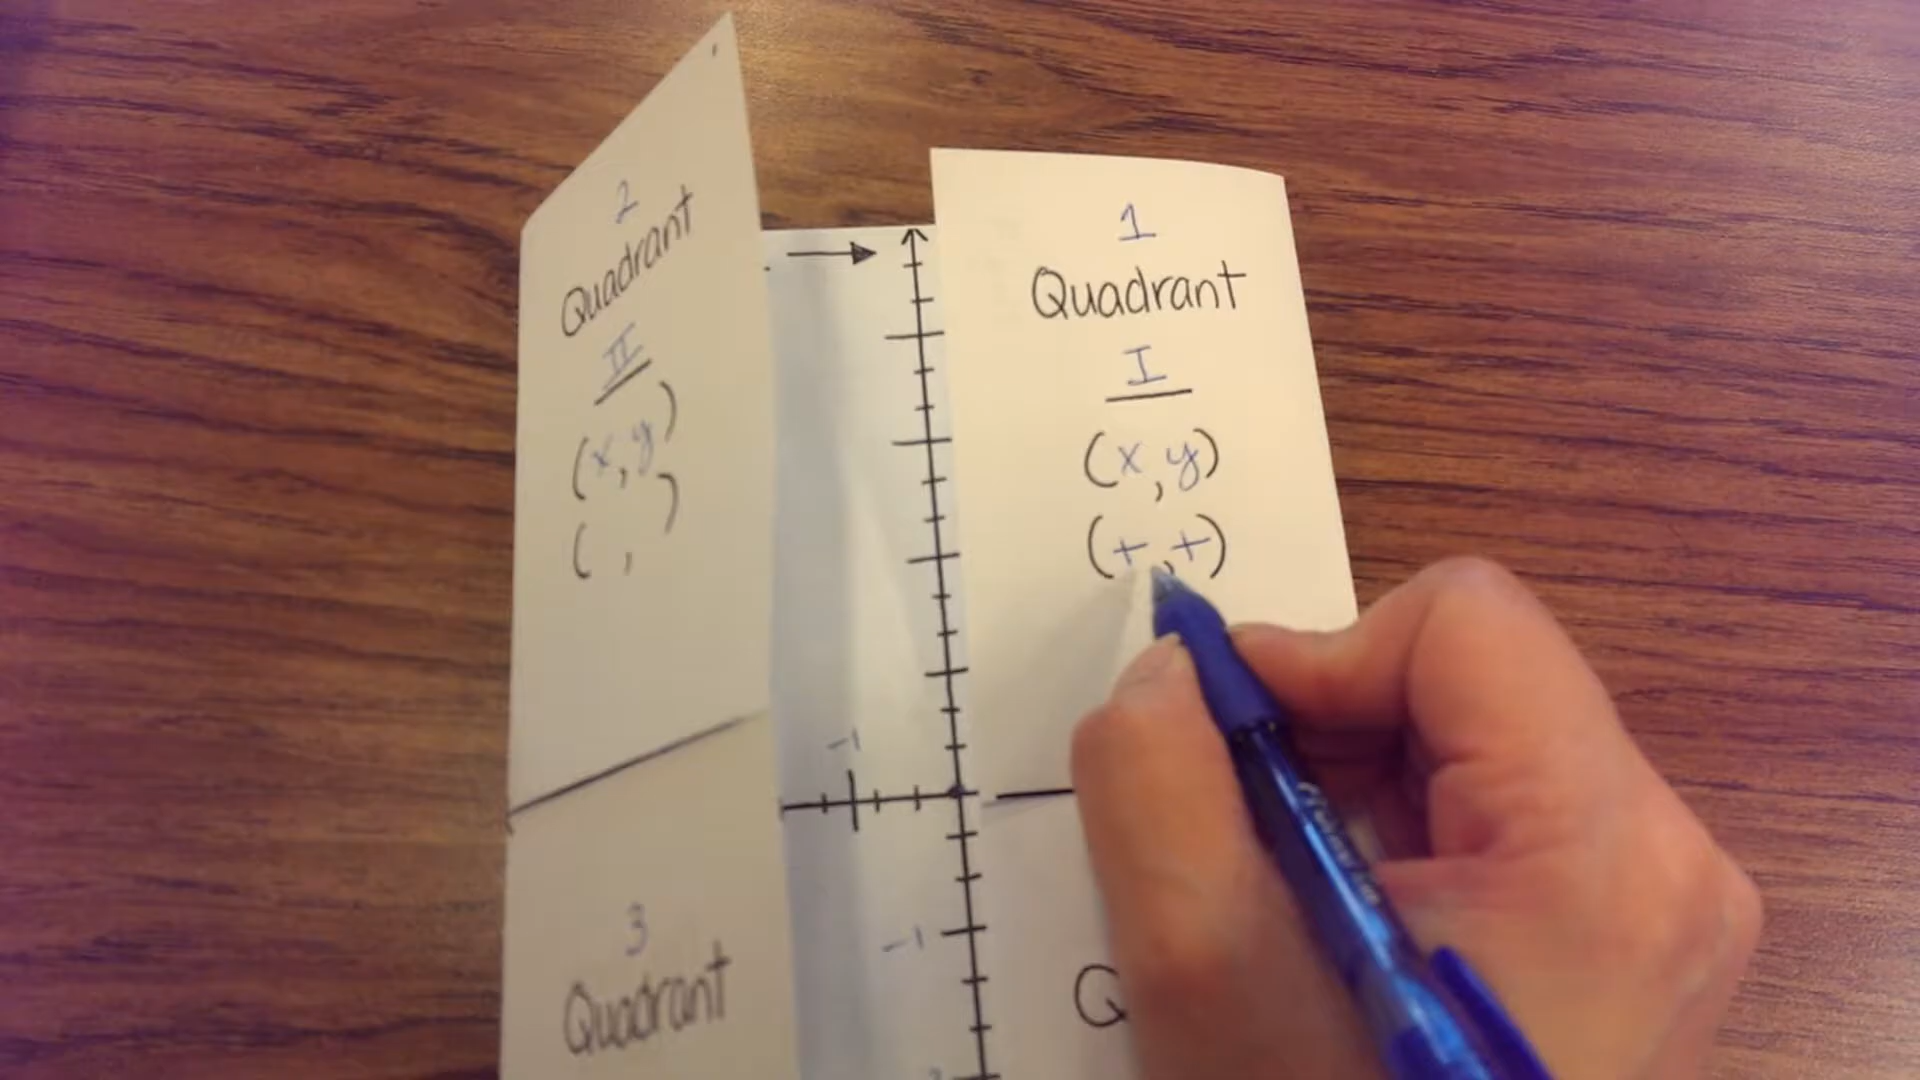 2
Quadrant
II
(x,y)
( , )
1
Quadrant
I
(x,y)
(+,+)
-1
-1
3
Quadrant
Q